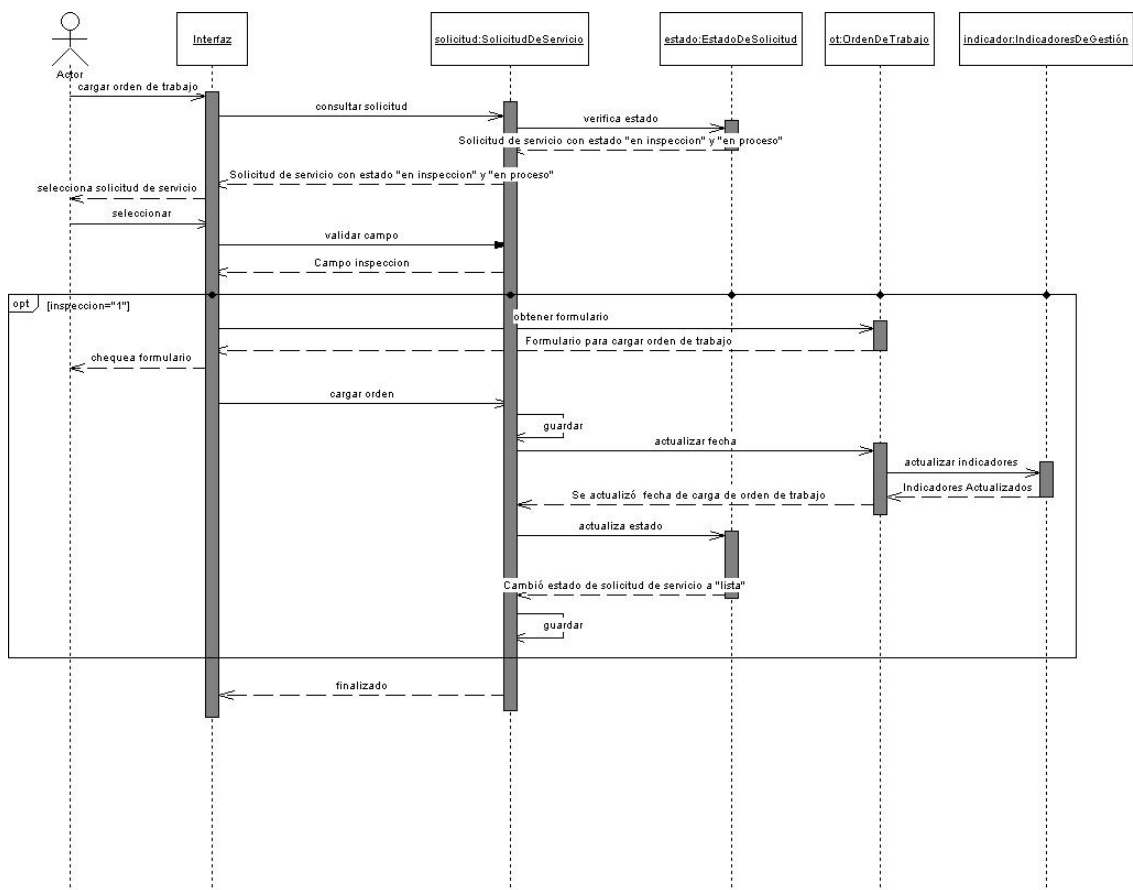 Interfaz
solicitud:SolicitudDeServicio
estado:EstadoDeSolicitud
ot:OrdenDeTrabajo
indicador:IndicadoresDeGestión
Actor
cargar orden de trabajo
consultar solicitud
verifica estado
Solicitud de servicio con estado "en inspeccion" y "en proceso"
Solicitud de servicio con estado "en inspeccion" y "en proceso"
selecciona solicitud de servicio
seleccionar
validar campo
Campo inspeccion
opt
[inspeccion="1"]
obtener formulario
Formulario para cargar orden de trabajo
chequea formulario
cargar orden
guardar
actualizar fecha
actualizar indicadores
Indicadores Actualizados
Se actualizó fecha de carga de orden de trabajo
actualiza estado
Cambió estado de solicitud de servicio a "lista"
guardar
finalizado